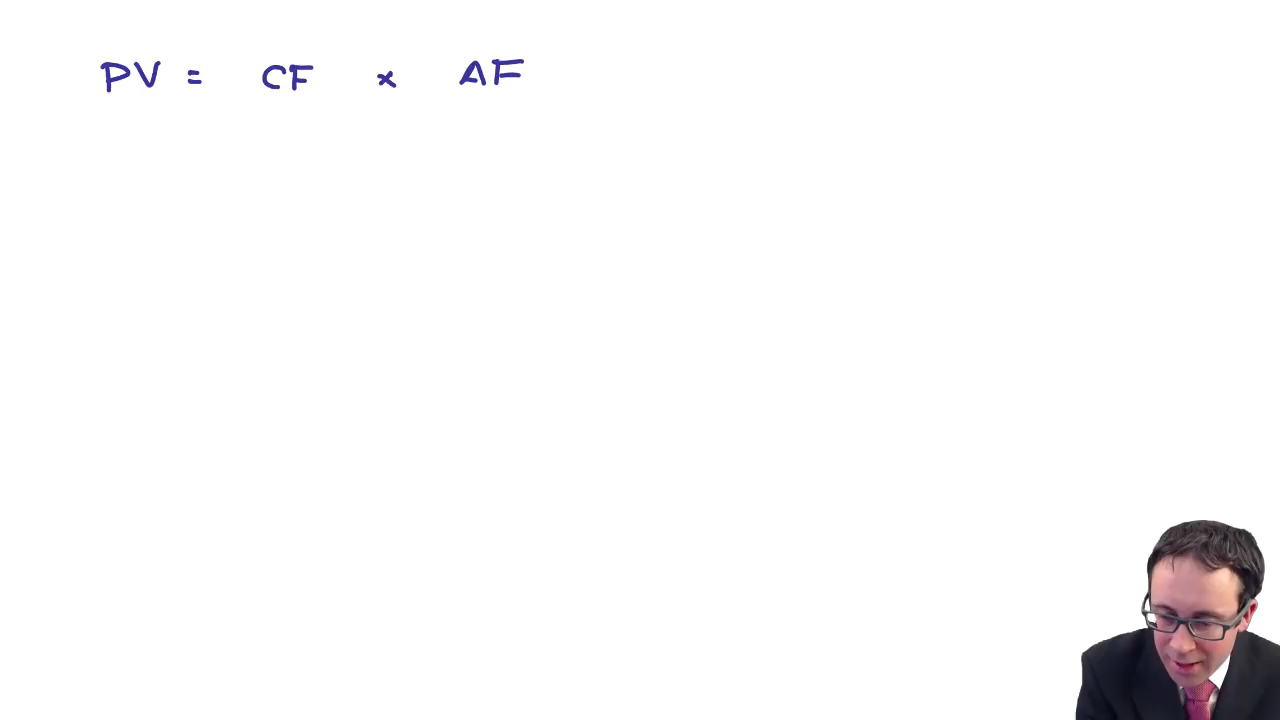 PV = CF x AF